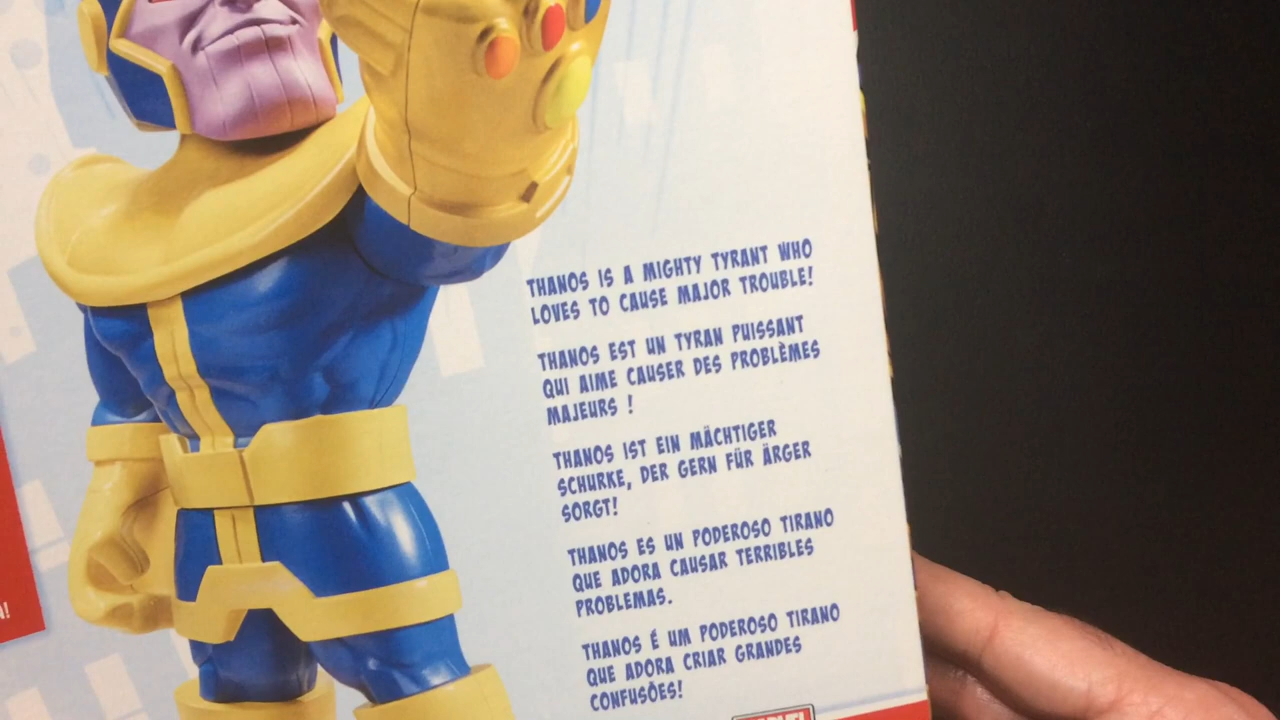 THANOS IS A MIGHTY TYRANT WHO
LOVES TO CAUSE MAJOR TROUBLE!
THANOS EST UN TYRAN PUISSANT
QUI AIME CAUSER DES PROBLÈMES
MAJEURS !
THANOS IST EIN MÄCHTIGER
SCHURKE, DER GERN FÜR ÄRGER
SORGT!
THANOS ES UN PODEROSO TIRANO
QUE ADORA CAUSAR TERRIBLES
PROBLEMAS.
THANOS É UM PODEROSO TIRANO
QUE ADORA CRIAR GRANDES
CONFUSÕES!
MARVEL